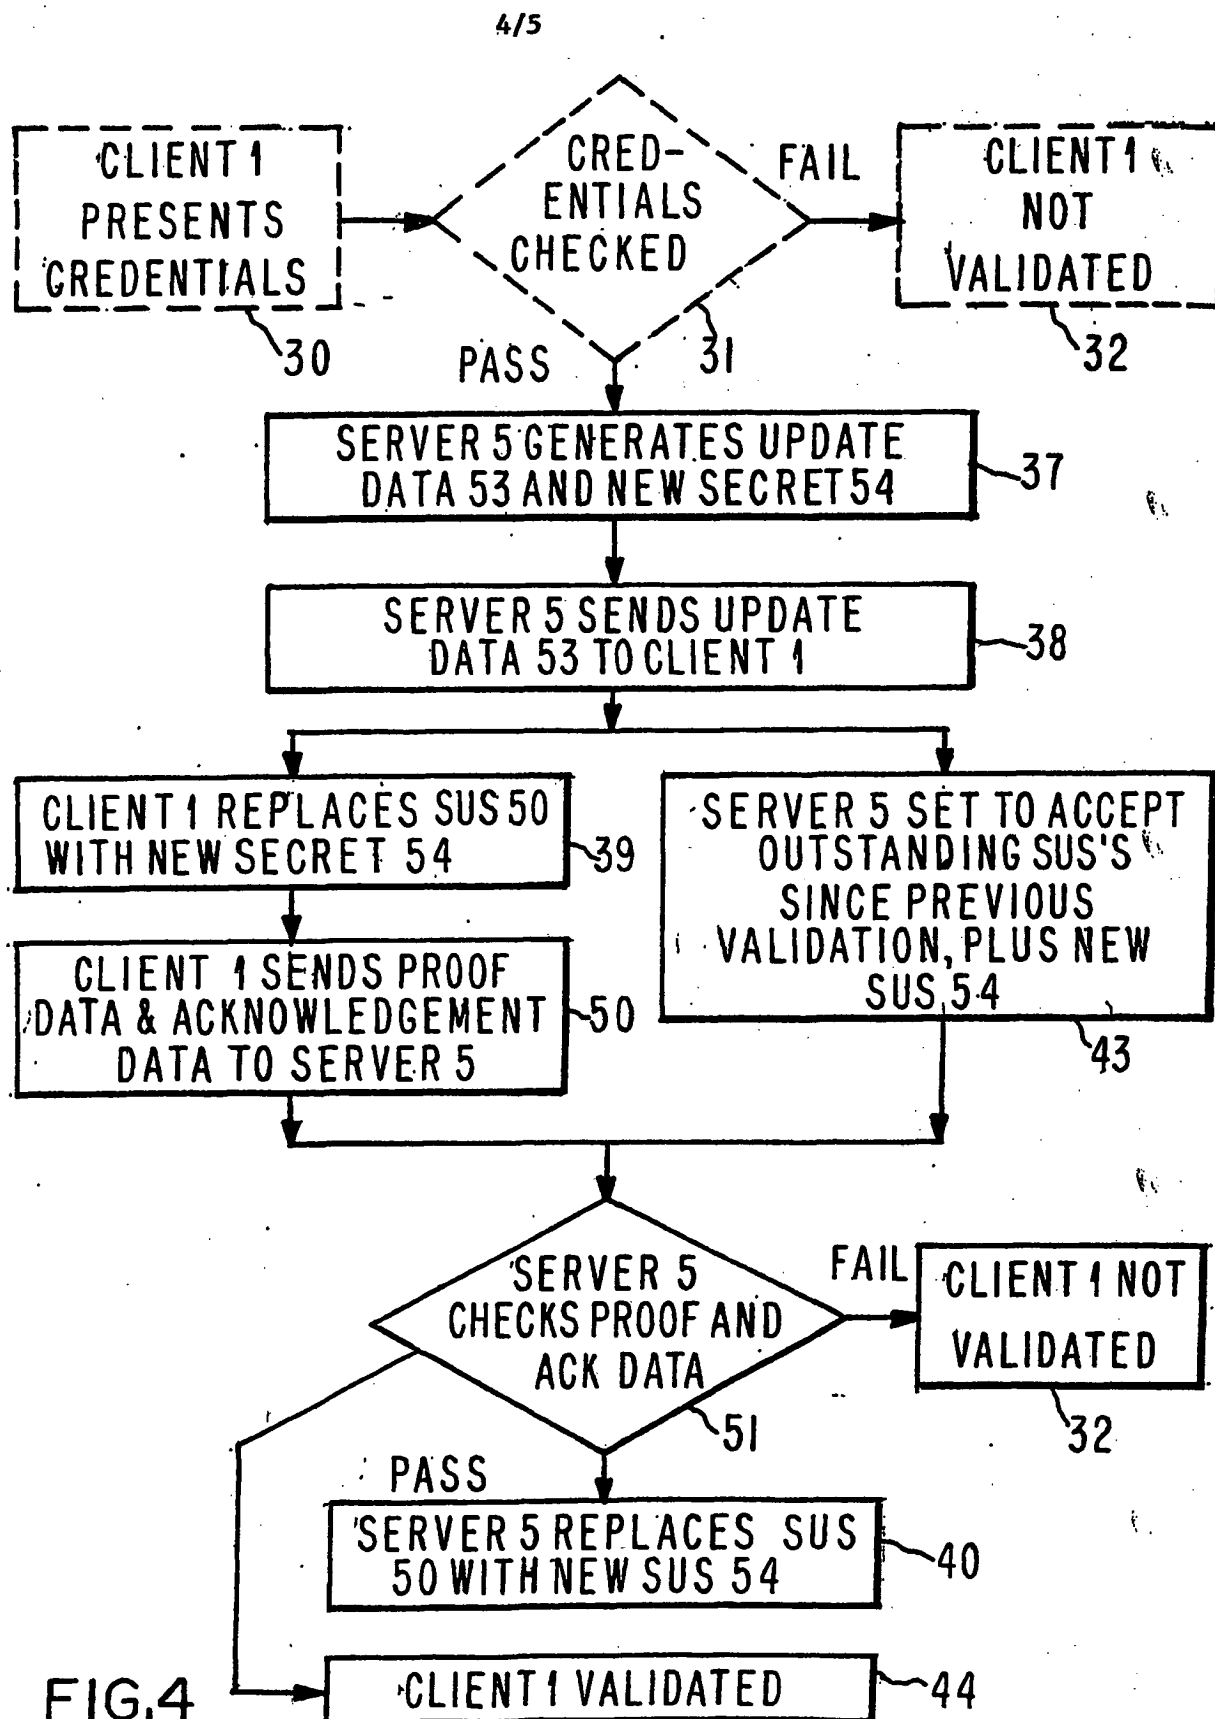 4/5
CLIENT 1
PRESENTS
CREDENTIALS
30
CRED-
ENTIALS
CHECKED
31
FAIL
CLIENT 1
NOT
VALIDATED
32
PASS
SERVER 5 GENERATES UPDATE
DATA 53 AND NEW SECRET 54
37
SERVER 5 SENDS UPDATE
DATA 53 TO CLIENT 1
38
CLIENT 1 REPLACES SUS 50
WITH NEW SECRET 54
39
CLIENT 1 SENDS PROOF
DATA & ACKNOWLEDGEMENT
DATA TO SERVER 5
50
SERVER 5 SET TO ACCEPT
OUTSTANDING SUS'S
SINCE PREVIOUS
VALIDATION, PLUS NEW
SUS 54
43
SERVER 5
CHECKS PROOF AND
ACK DATA
51
FAIL
CLIENT 1 NOT
VALIDATED
32
PASS
SERVER 5 REPLACES SUS
50 WITH NEW SUS 54
40
CLIENT 1 VALIDATED
44
FIG.4